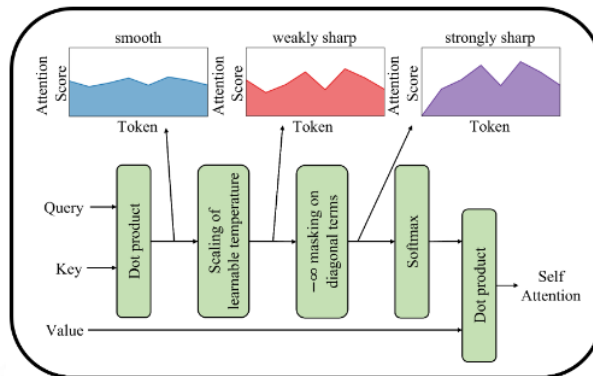 smooth
weakly sharp
strongly sharp
Attention
Score
Attention
Score
Attention
Score
Token
Token
Token
Query
Key
Value
Dot product
Scaling of
learnable temperature
−∞ masking on
diagonal terms
Softmax
Dot product
Self
Attention